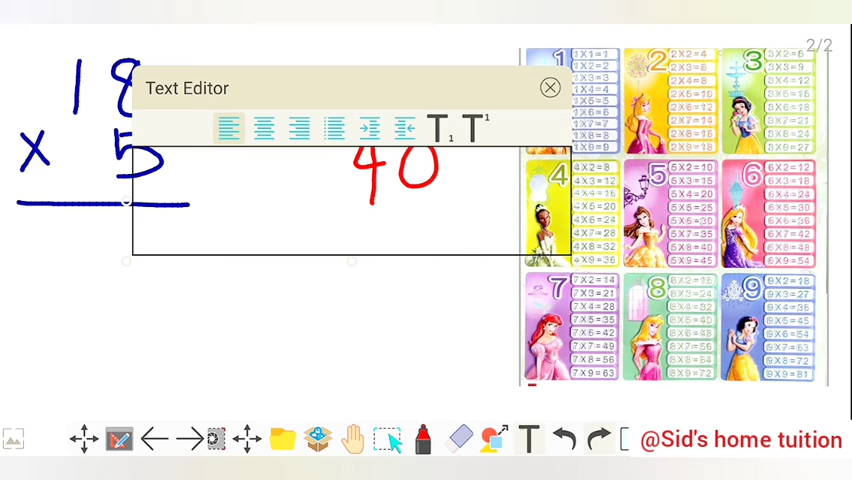 2/2
18
x 5
Text Editor
T1 T1
40
1
1X1=1
1X2=2
1X3=3
1X4=4
1X5=5
1X6=6
1X7=7
1X8=8
1X9=9
2
2X2=4
2X3=6
2X4=8
2X5=10
2X6=12
2X7=14
2X8=16
2X9=18
3
3X2=6
3X3=9
3X4=12
3X5=15
3X6=18
3X7=21
3X8=24
3X9=27
4
4X2=8
4X3=12
4X4=16
4X5=20
4X6=24
4X7=28
4X8=32
4X9=36
5
5X2=10
5X3=15
5X4=20
5X5=25
5X6=30
5X7=35
5X8=40
5X9=45
6
6X2=12
6X3=18
6X4=24
6X5=30
6X6=36
6X7=42
6X8=48
6X9=54
7
7X2=14
7X3=21
7X4=28
7X5=35
7X6=42
7X7=49
7X8=56
7X9=63
8
8X2=16
8X3=24
8X5=40
8X6=48
8X7=56
8X8=64
8X9=72
9
9X2=18
9X3=27
9X4=36
9X5=45
9X6=54
9X7=63
9X8=72
9X9=81
T
@Sid's home tuition